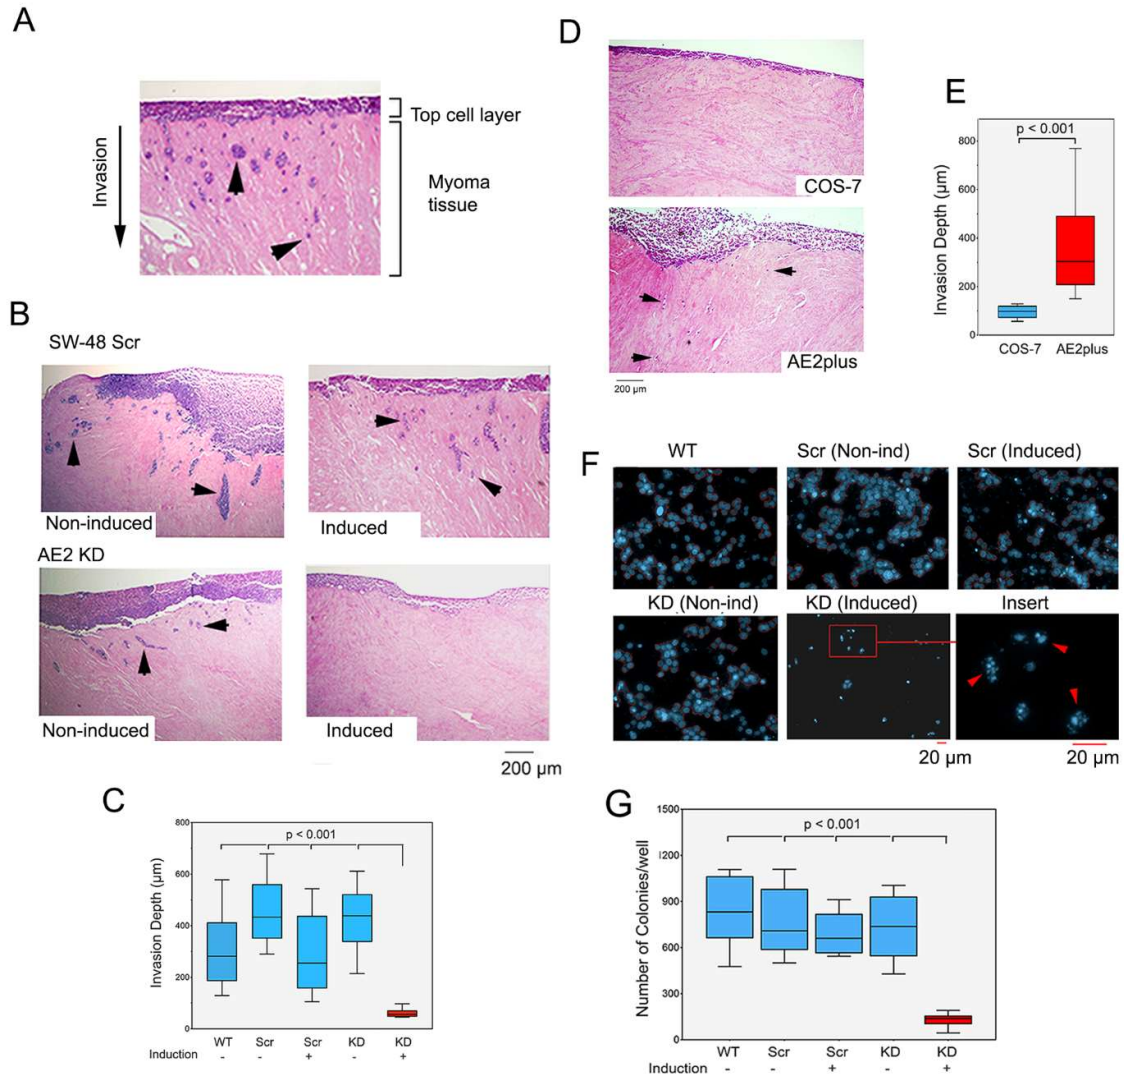 A
Invasion
Top cell layer
Myoma
tissue
B
SW-48 Scr
Non-induced
Induced
AE2 KD
Non-induced
Induced
200 µm
C
Invasion Depth (µm)
800
600
400
200
0
p < 0.001
WT Scr Scr KD KD
Induction - - + - +
D
COS-7
AE2plus
200 µm
E
Invasion Depth (µm)
800
600
400
200
0
p < 0.001
COS-7 AE2plus
F
WT Scr (Non-ind) Scr (Induced)
KD (Non-ind) KD (Induced) Insert
20 µm 20 µm
G
Number of Colonies/well
1500
1200
900
600
300
0
p < 0.001
WT Scr Scr KD KD
Induction - - + - +